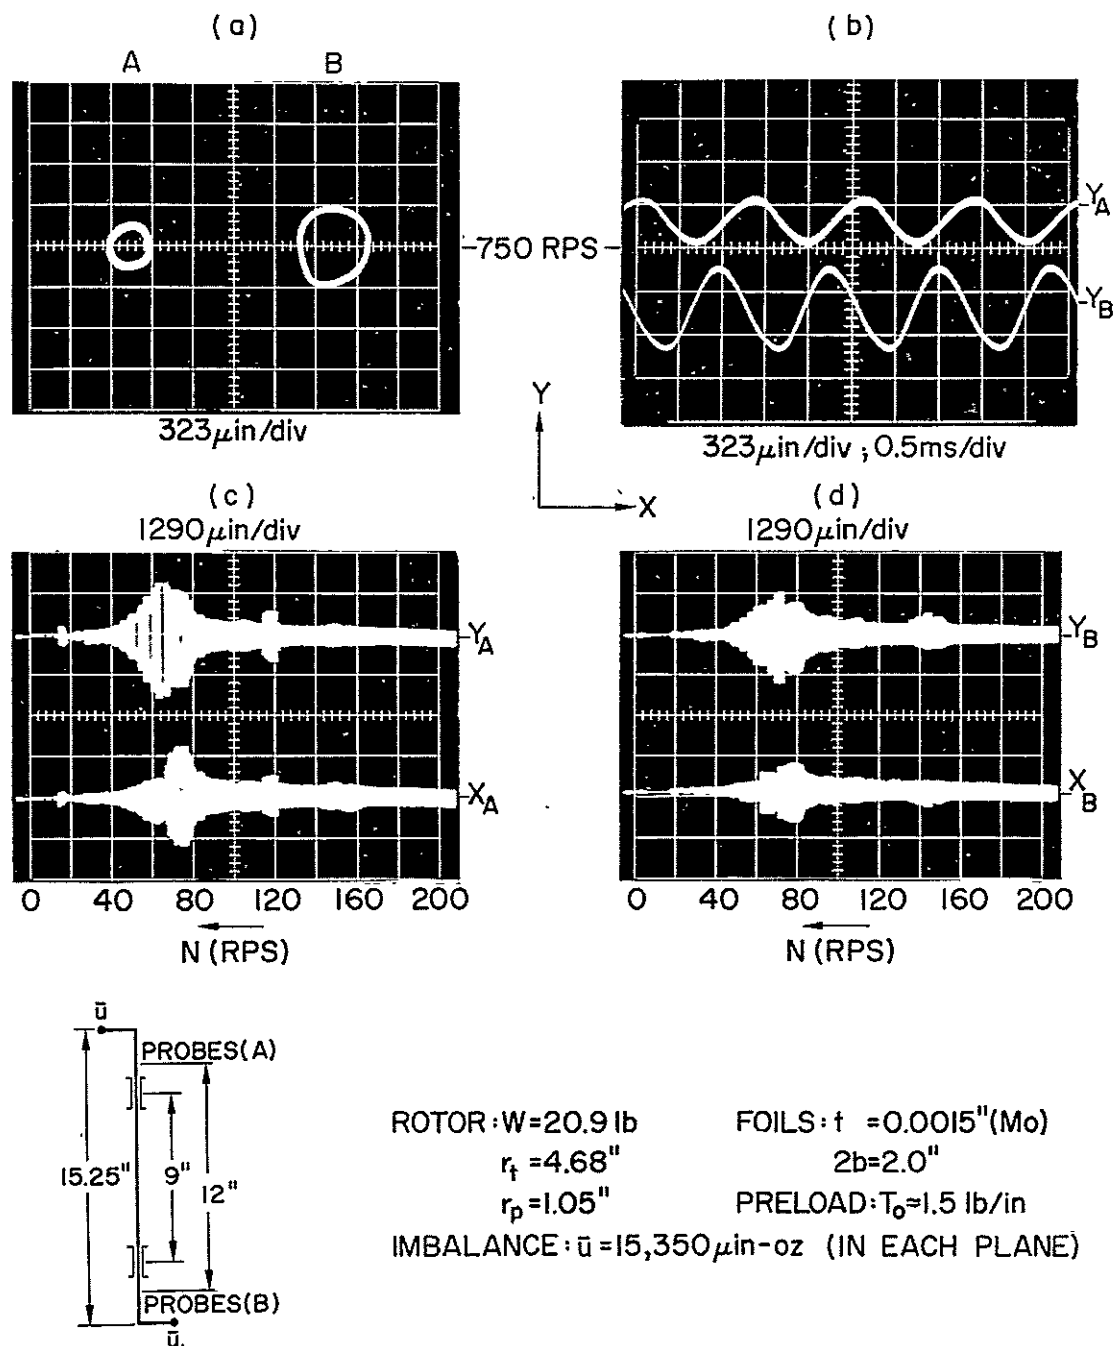 (a)
(b)
A
B
750 RPS
Y_A
Y_B
323μin/div
Y
X
323μin/div ; 0.5ms/div
(c)
1290μin/div
(d)
1290μin/div
Y_A
X_A
Y_B
X_B
0 40 80 120 160 200
N (RPS)
0 40 80 120 160 200
N (RPS)
ū
PROBES(A)
15.25"
9"
12"
PROBES(B)
ū.
ROTOR: W=20.9 lb
r_t =4.68"
r_p =1.05"
FOILS: t =0.0015"(Mo)
2b=2.0"
PRELOAD: T_o≈1.5 lb/in
IMBALANCE: ū =15,350μin-oz (IN EACH PLANE)